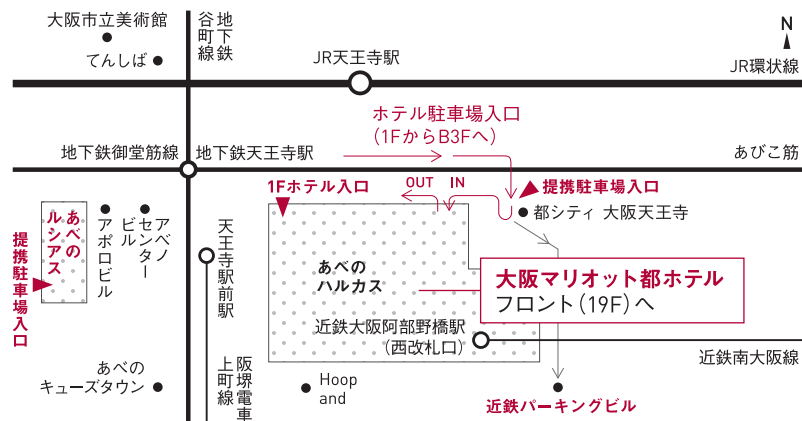 大阪市立美術館
てんしば
地下鉄
谷町線
JR天王寺駅
N
JR環状線
ホテル駐車場入口
(1FからB3Fへ)
地下鉄御堂筋線
地下鉄天王寺駅
あびこ筋
1Fホテル入口
OUT
IN
提携駐車場入口
都シティ 大阪天王寺
あべの
ルシアス
提携駐車場入口
アポロビル
アベノ
センター
ビル
天王寺駅前駅
あべの
ハルカス
大阪マリオット都ホテル
フロント(19F)へ
近鉄大阪阿部野橋駅
(西改札口)
近鉄南大阪線
あべの
キューズタウン
阪堺電車
上町線
Hoop
and
近鉄パーキングビル